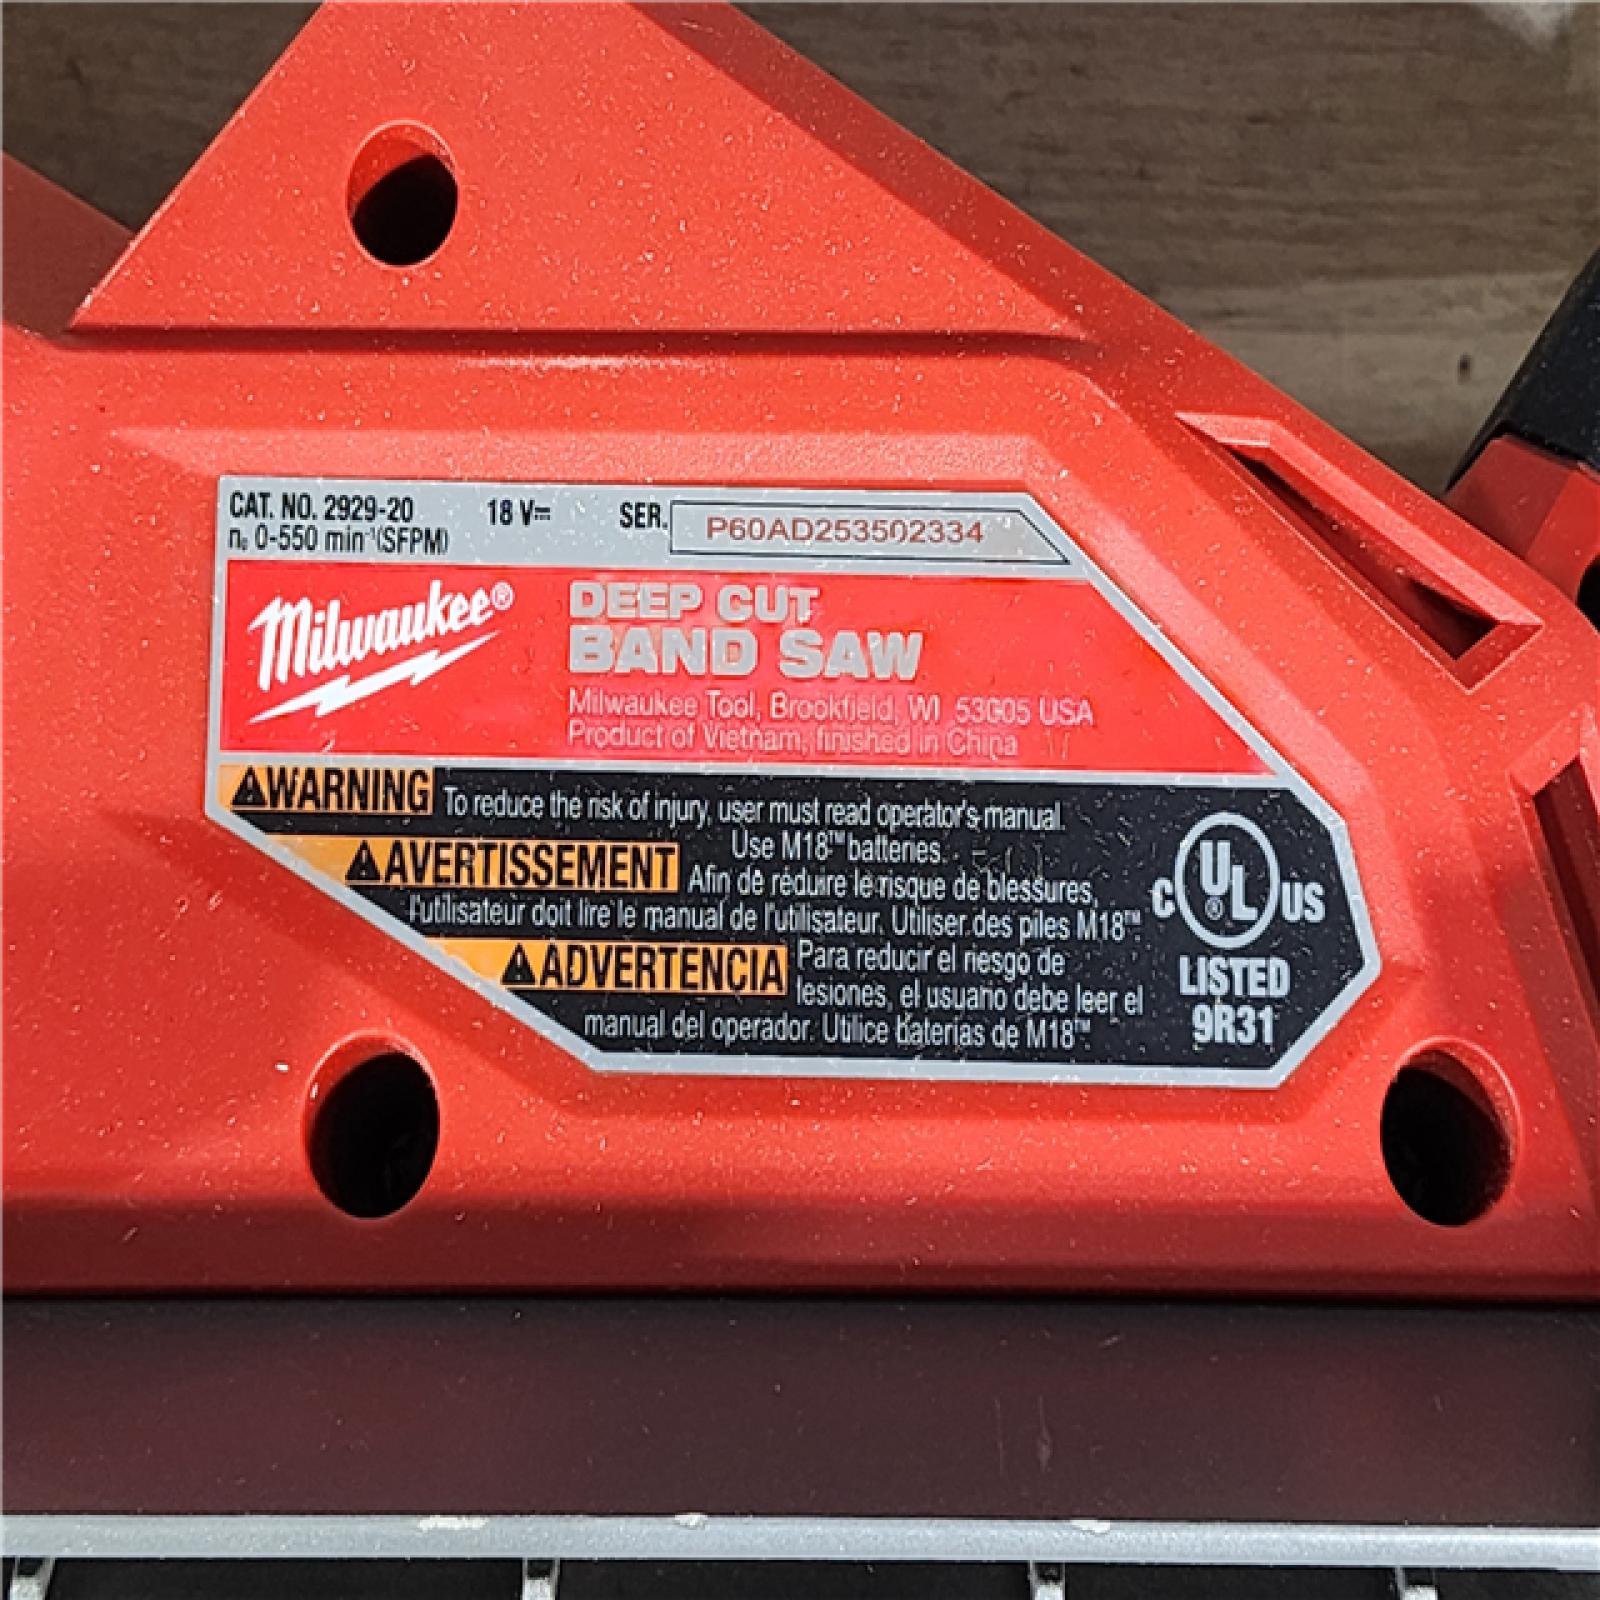 CAT. NO. 2929-20 18 V⎓ SER. P60AD253502334
n₀ 0-550 min⁻¹(SFPM)
Milwaukee®
DEEP CUT
BAND SAW
Milwaukee Tool, Brookfield, WI 53005 USA
Product of Vietnam, finished in China
⚠WARNING To reduce the risk of injury, user must read operator's manual.
Use M18™ batteries.
⚠AVERTISSEMENT Afin de réduire le risque de blessures,
l'utilisateur doit lire le manual de l'utilisateur. Utiliser des piles M18™.
⚠ADVERTENCIA Para reducir el riesgo de
lesiones, el usuario debe leer el
manual del operador. Utilice baterías de M18™.
C UL® US
LISTED
9R31